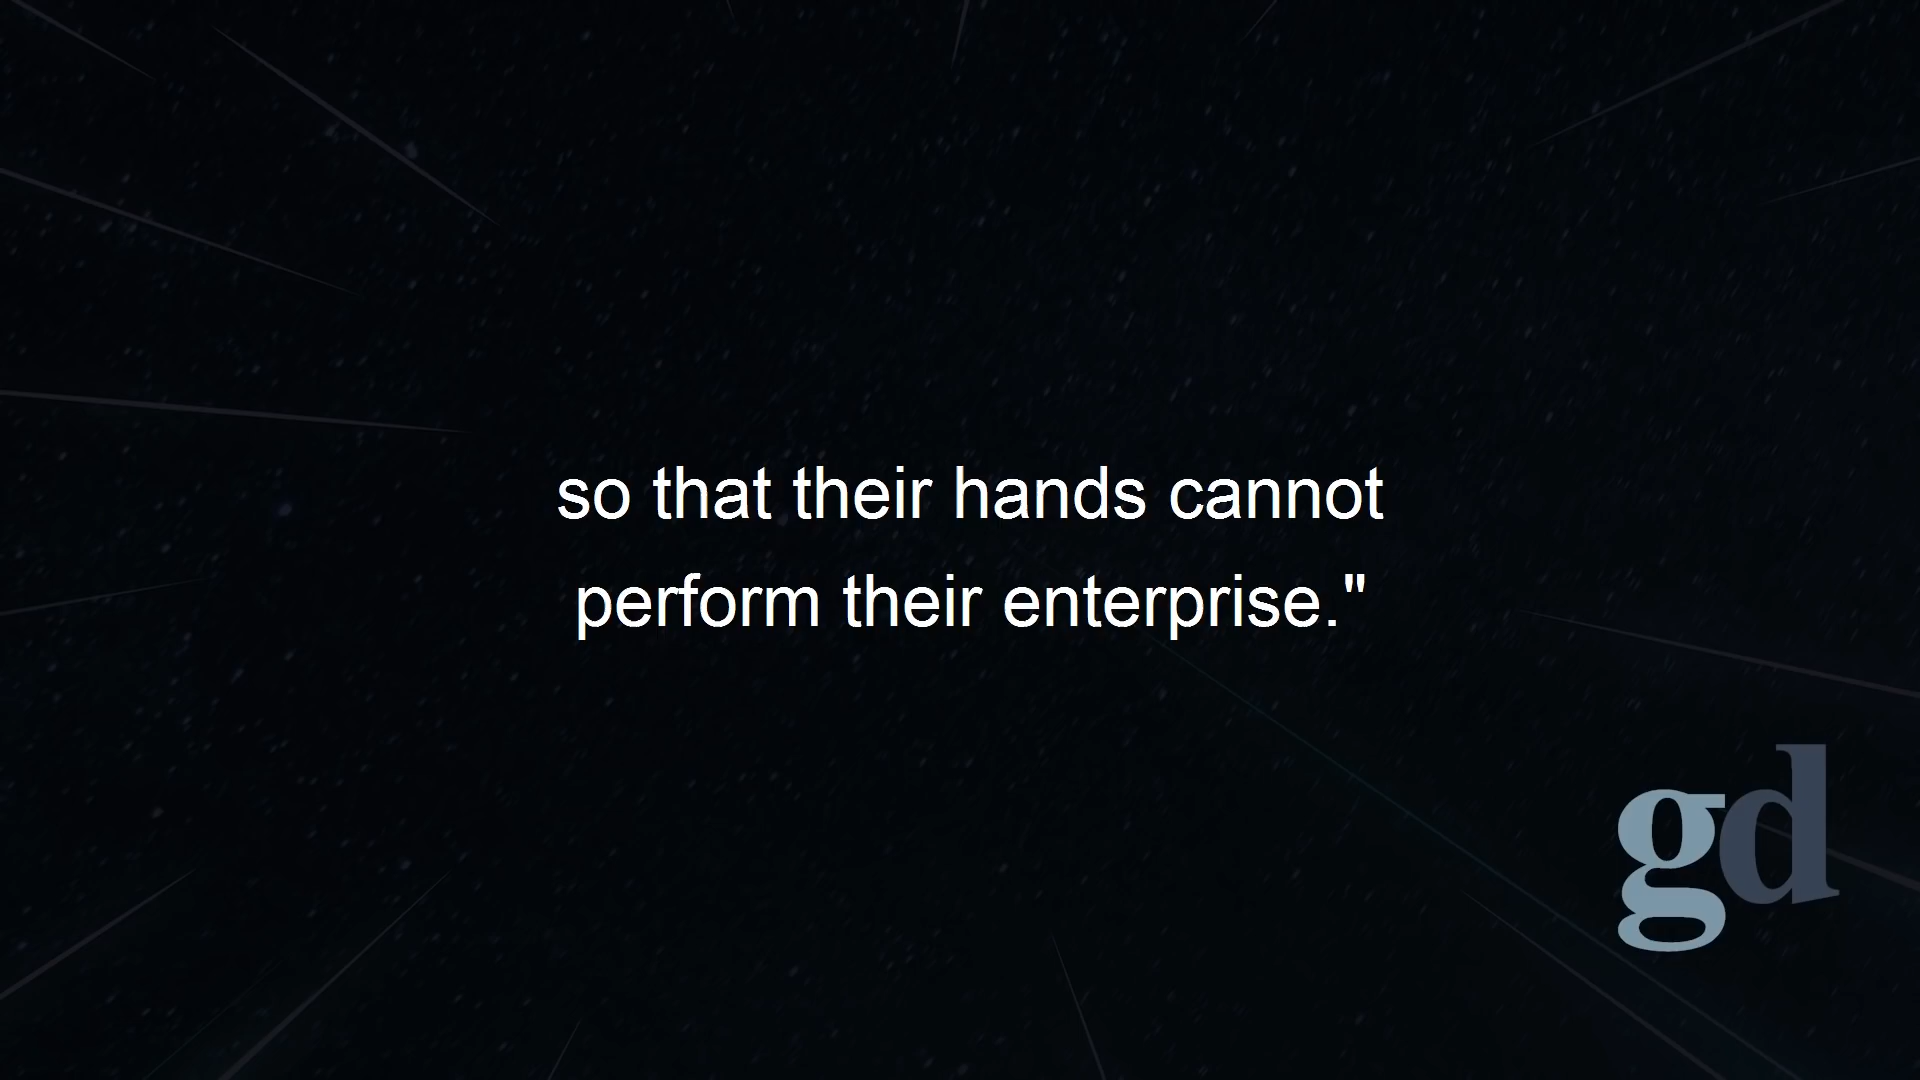 so that their hands cannot
perform their enterprise."
gd